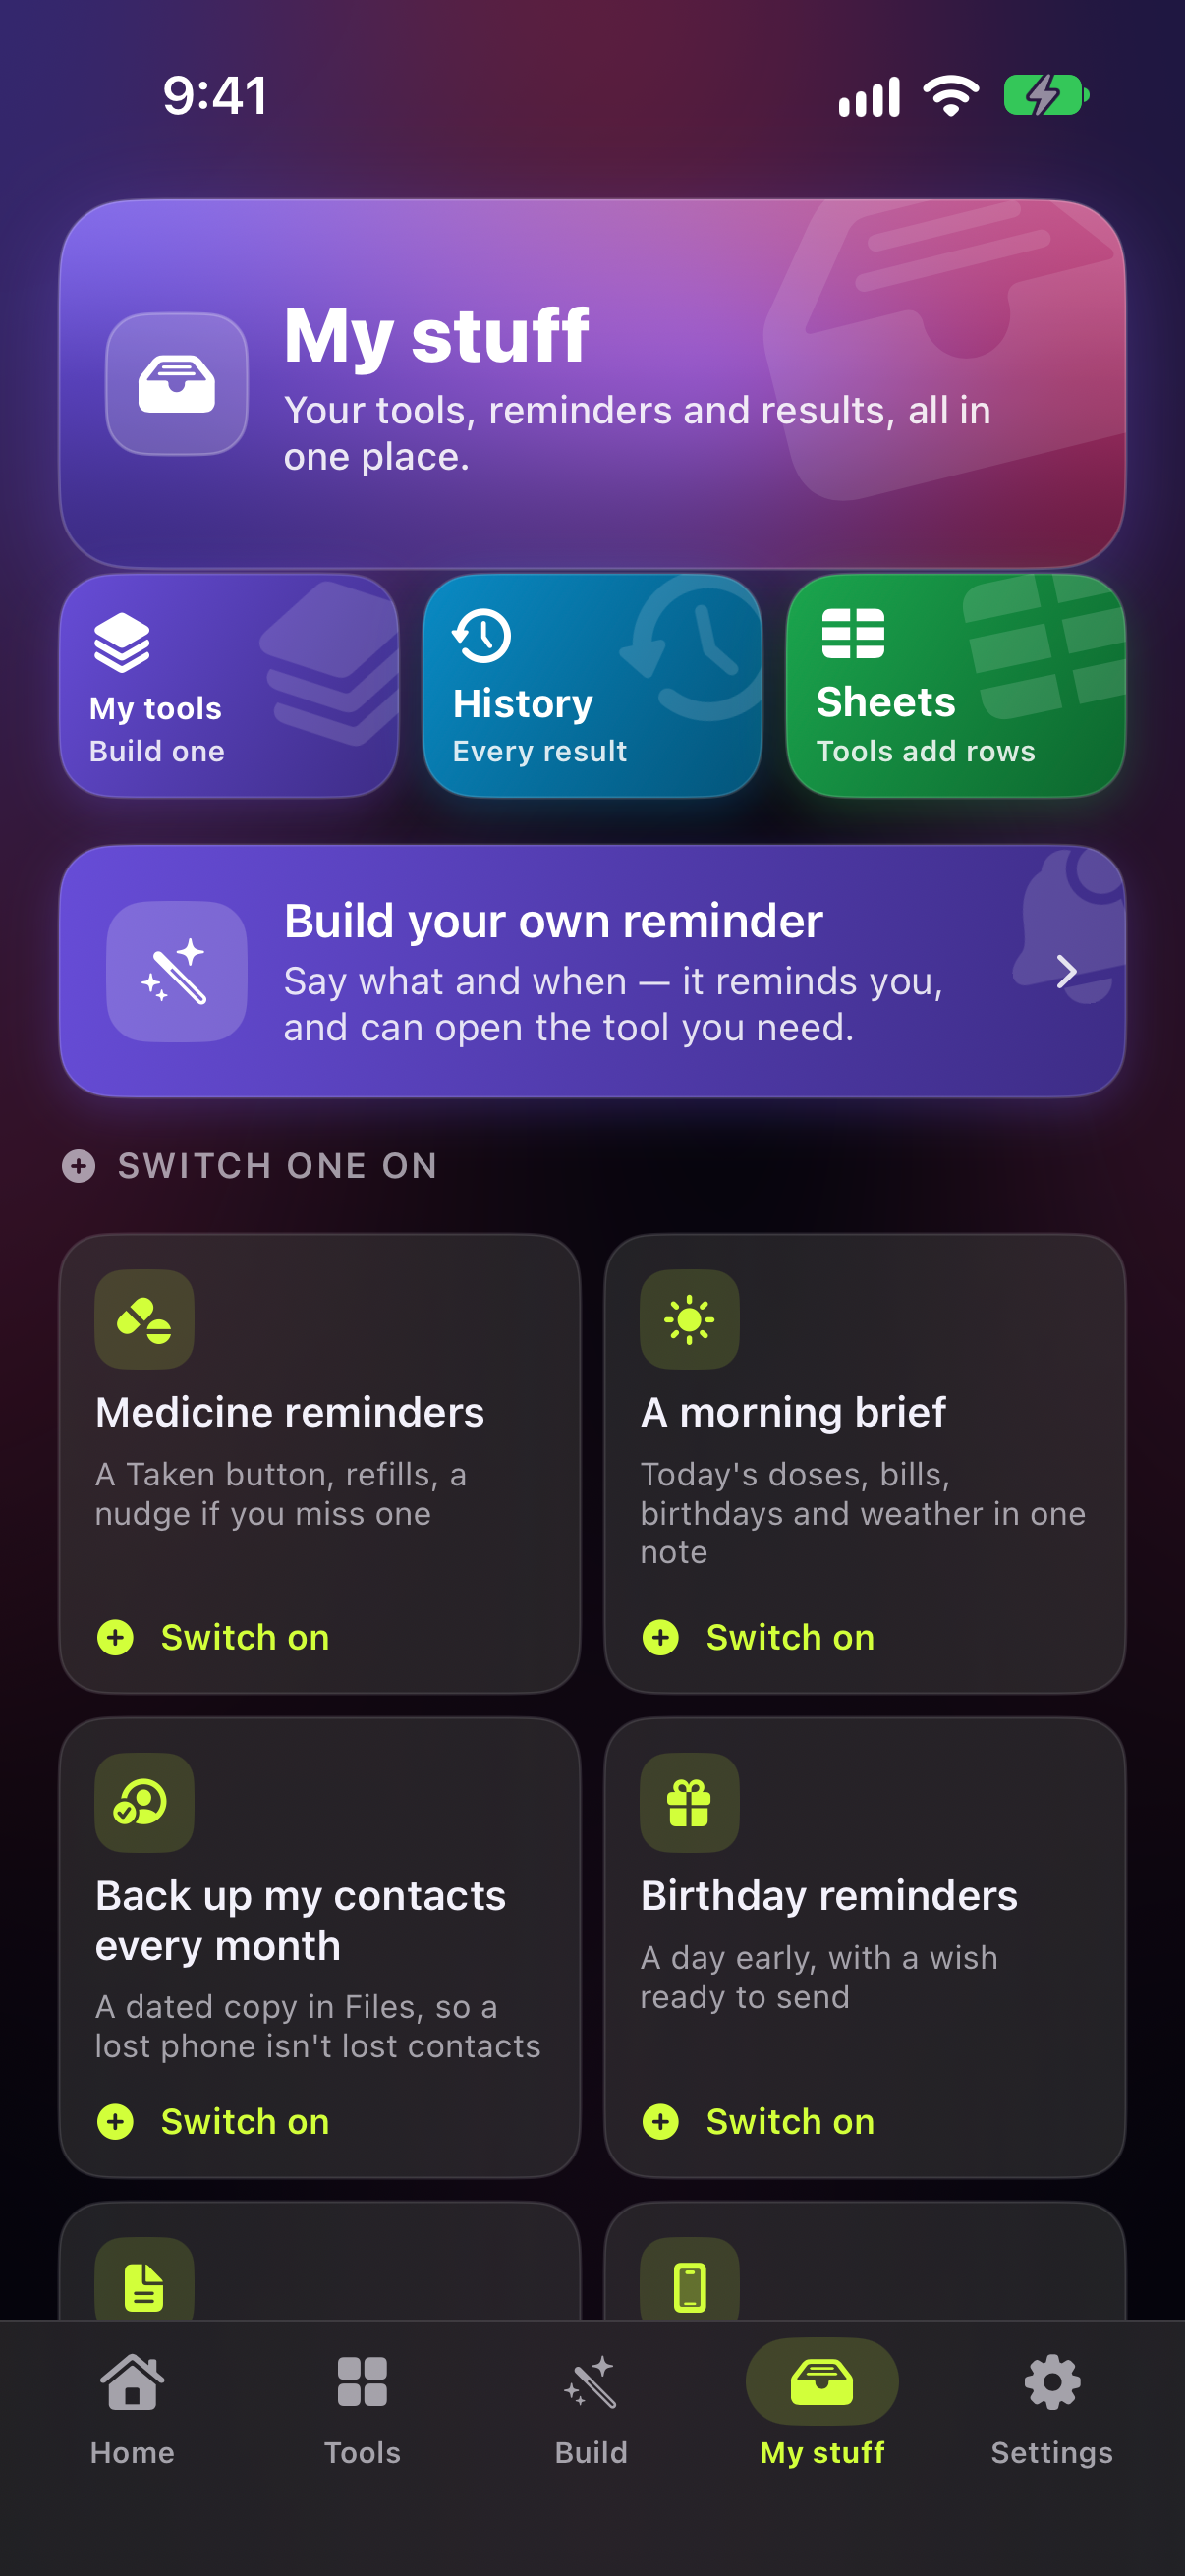 9:41
My stuff
Your tools, reminders and results, all in
one place.
My tools
Build one
History
Every result
Sheets
Tools add rows
Build your own reminder
Say what and when — it reminds you,
and can open the tool you need.
SWITCH ONE ON
Medicine reminders
A Taken button, refills, a
nudge if you miss one
Switch on
A morning brief
Today's doses, bills,
birthdays and weather in one
note
Switch on
Back up my contacts
every month
A dated copy in Files, so a
lost phone isn't lost contacts
Switch on
Birthday reminders
A day early, with a wish
ready to send
Switch on
Home
Tools
Build
My stuff
Settings